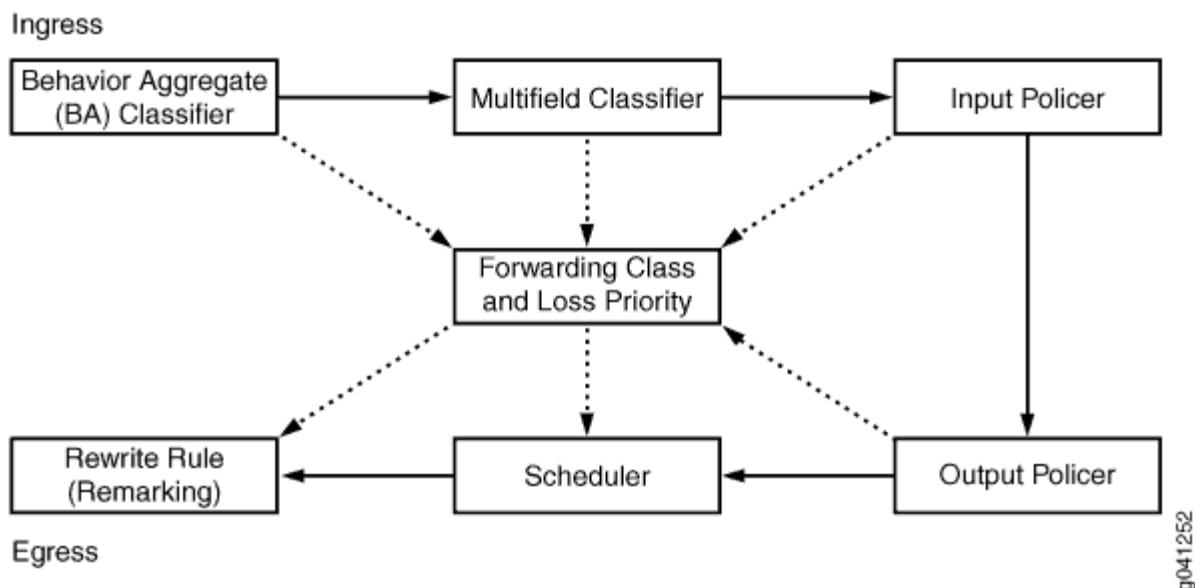 Ingress
Behavior Aggregate
(BA) Classifier
Multifield Classifier
Input Policer
Forwarding Class
and Loss Priority
Rewrite Rule
(Remarking)
Scheduler
Output Policer
Egress
g041252